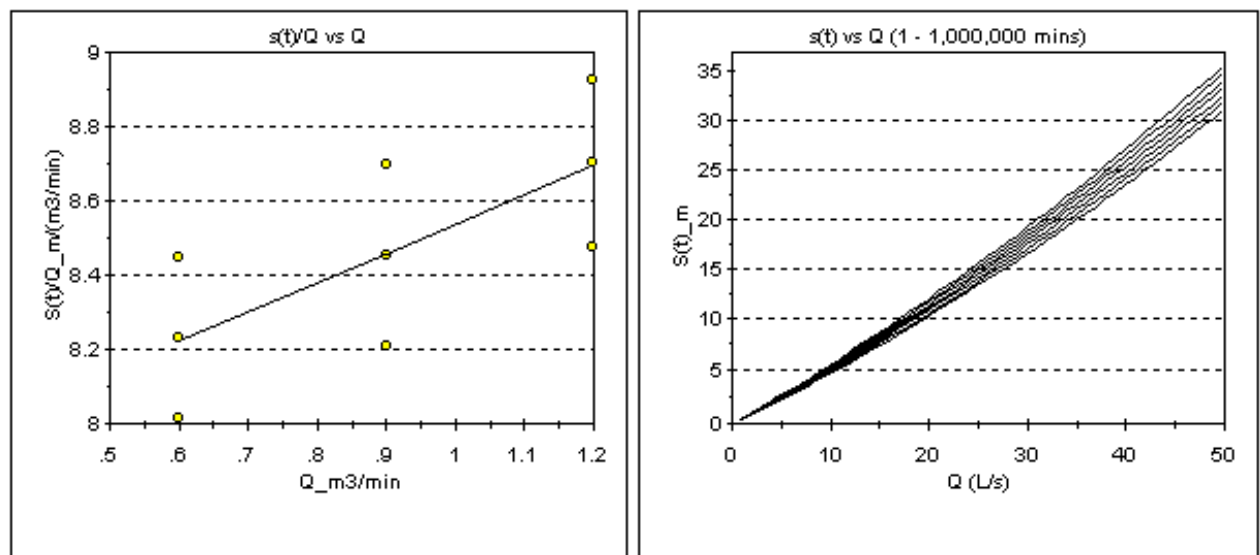 s(t)/Q vs Q
9
8.8
8.6
8.4
8.2
8
S(t)/Q_m/(m3/min)
.5 .6 .7 .8 .9 1 1.1 1.2
Q_m3/min
s(t) vs Q (1 - 1,000,000 mins)
35
30
25
20
15
10
5
0
S(t)_m
0 10 20 30 40 50
Q (L/s)